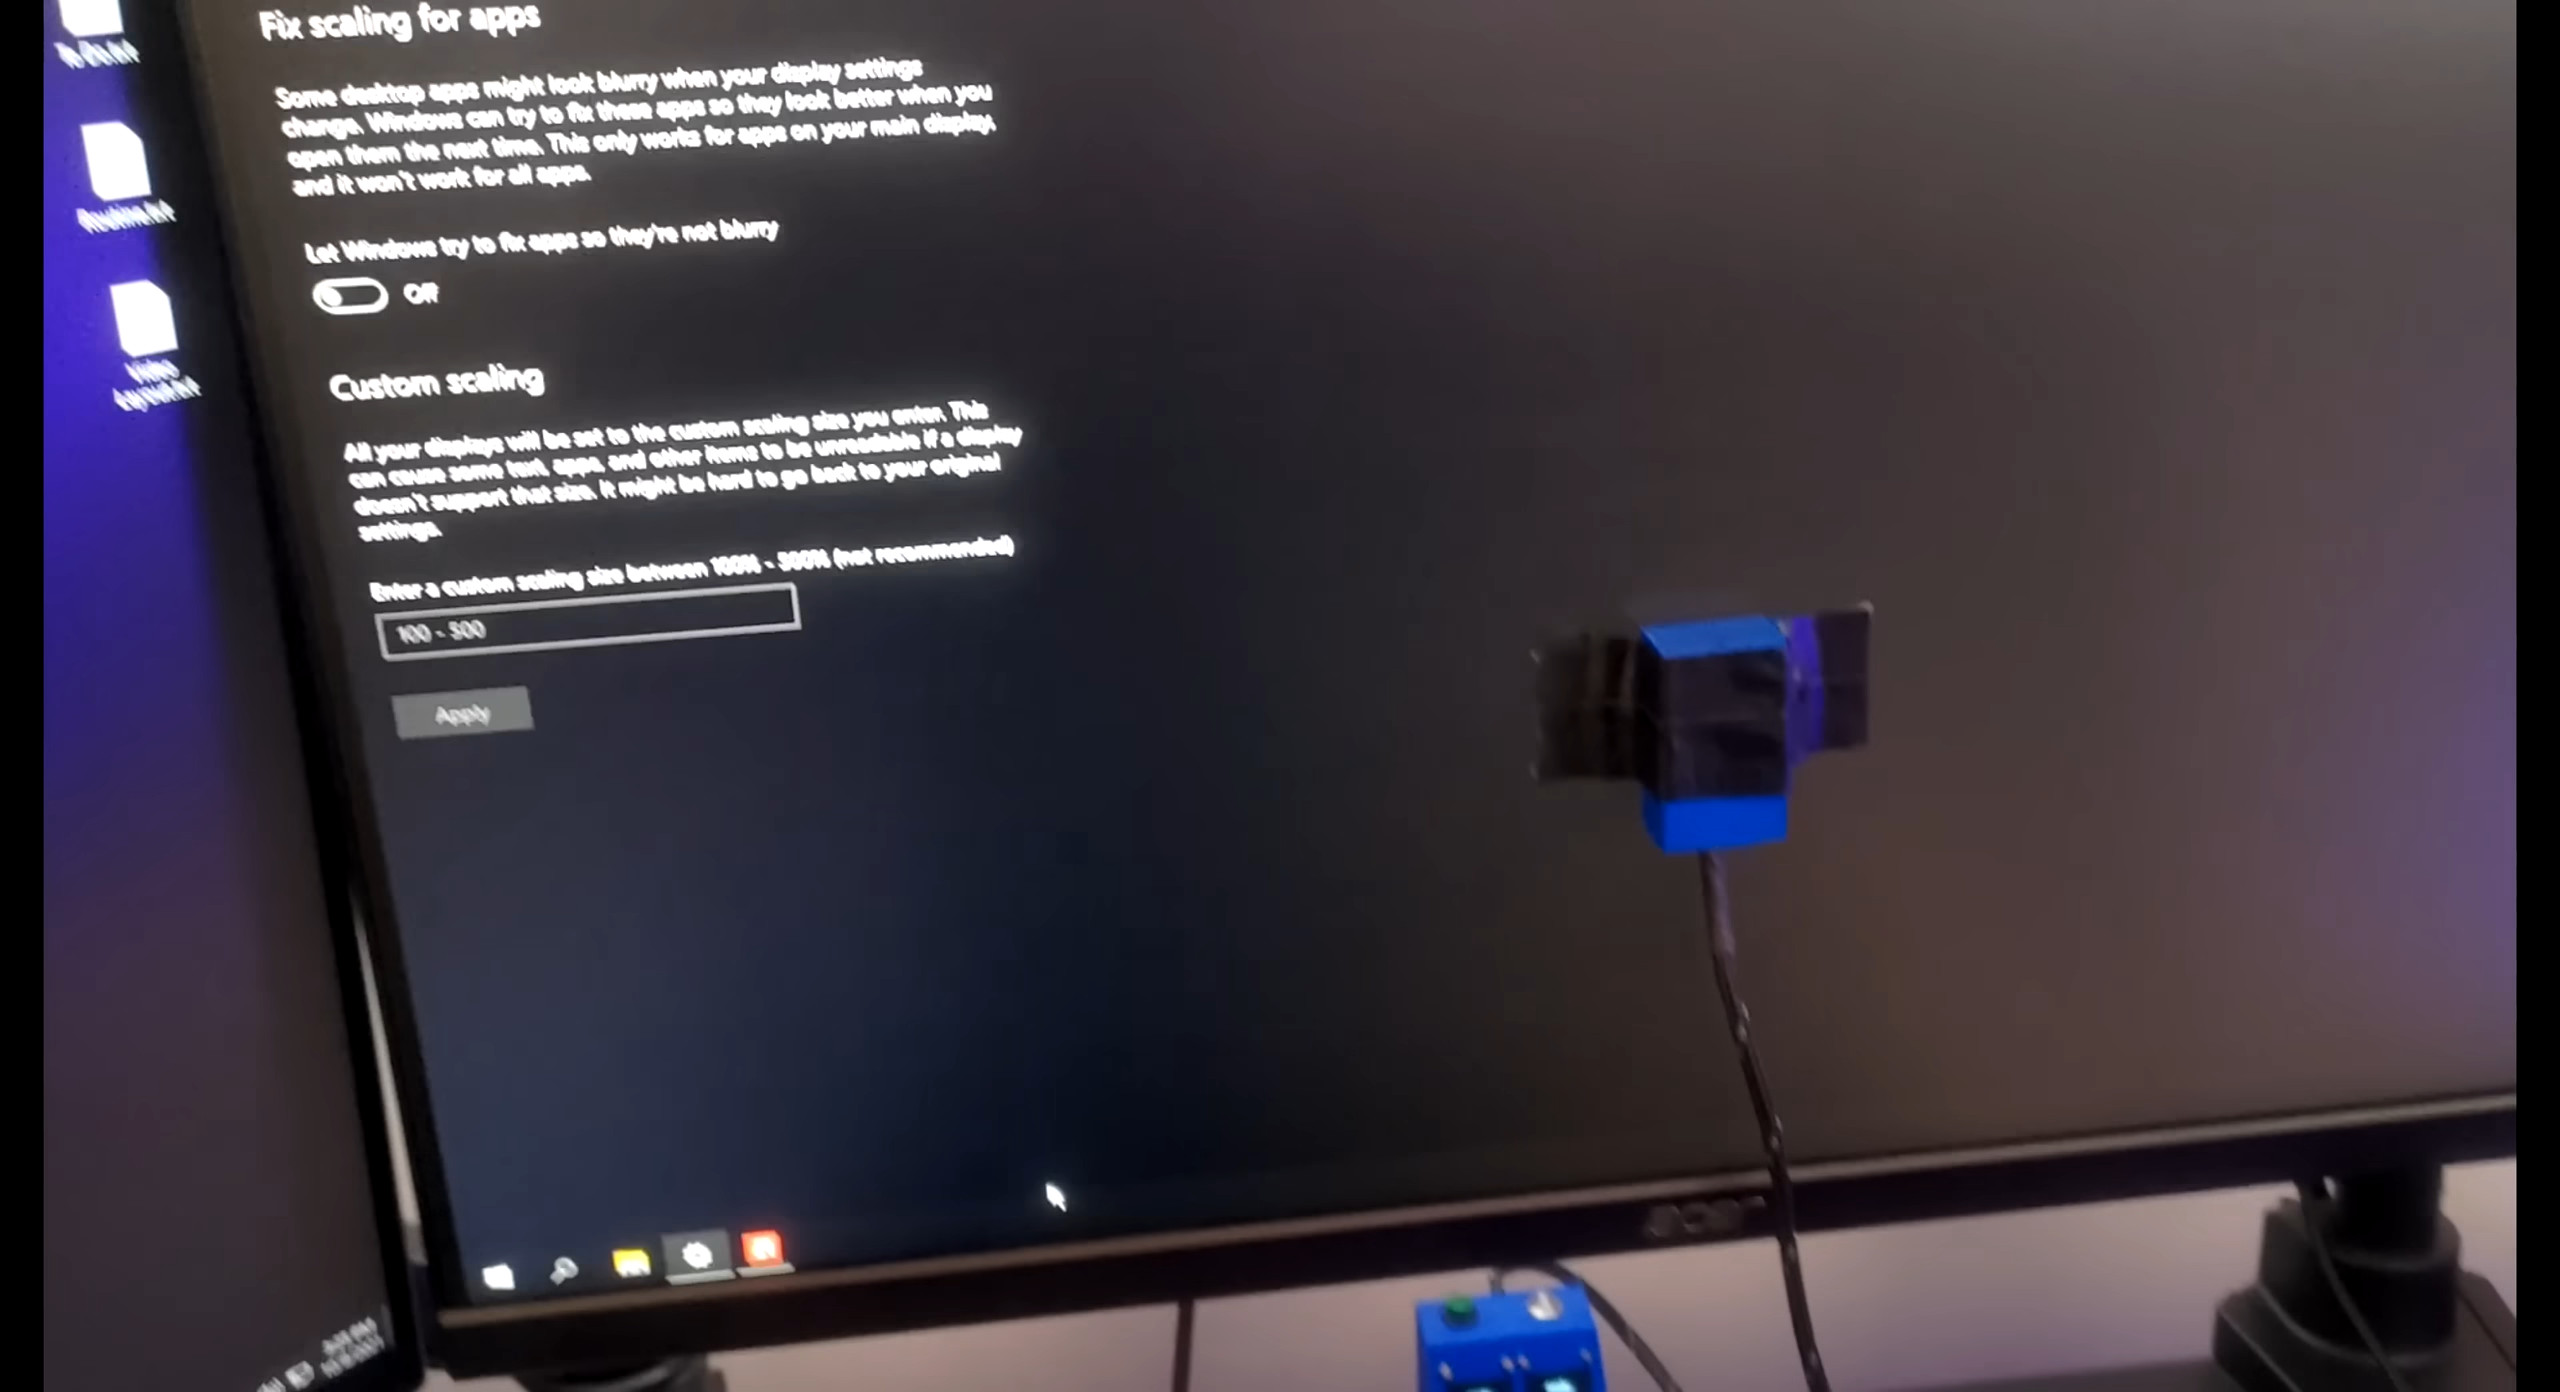 Fix scaling for apps
Some desktop apps might look blurry when your display settings
change. Windows can try to fix these apps so they look better when you
open them the next time. This only works for apps on your main display,
and it won't work for all apps.
Let Windows try to fix apps so they're not blurry
Off
Routine.txt
Custom scaling
All your displays will be set to the custom scaling size you enter. This
can cause some text, apps, and other items to be unreadable if a display
doesn't support that size. It might be hard to go back to your original
settings.
Enter a custom scaling size between 100% - 500% (not recommended)
100 - 500
Apply
acer